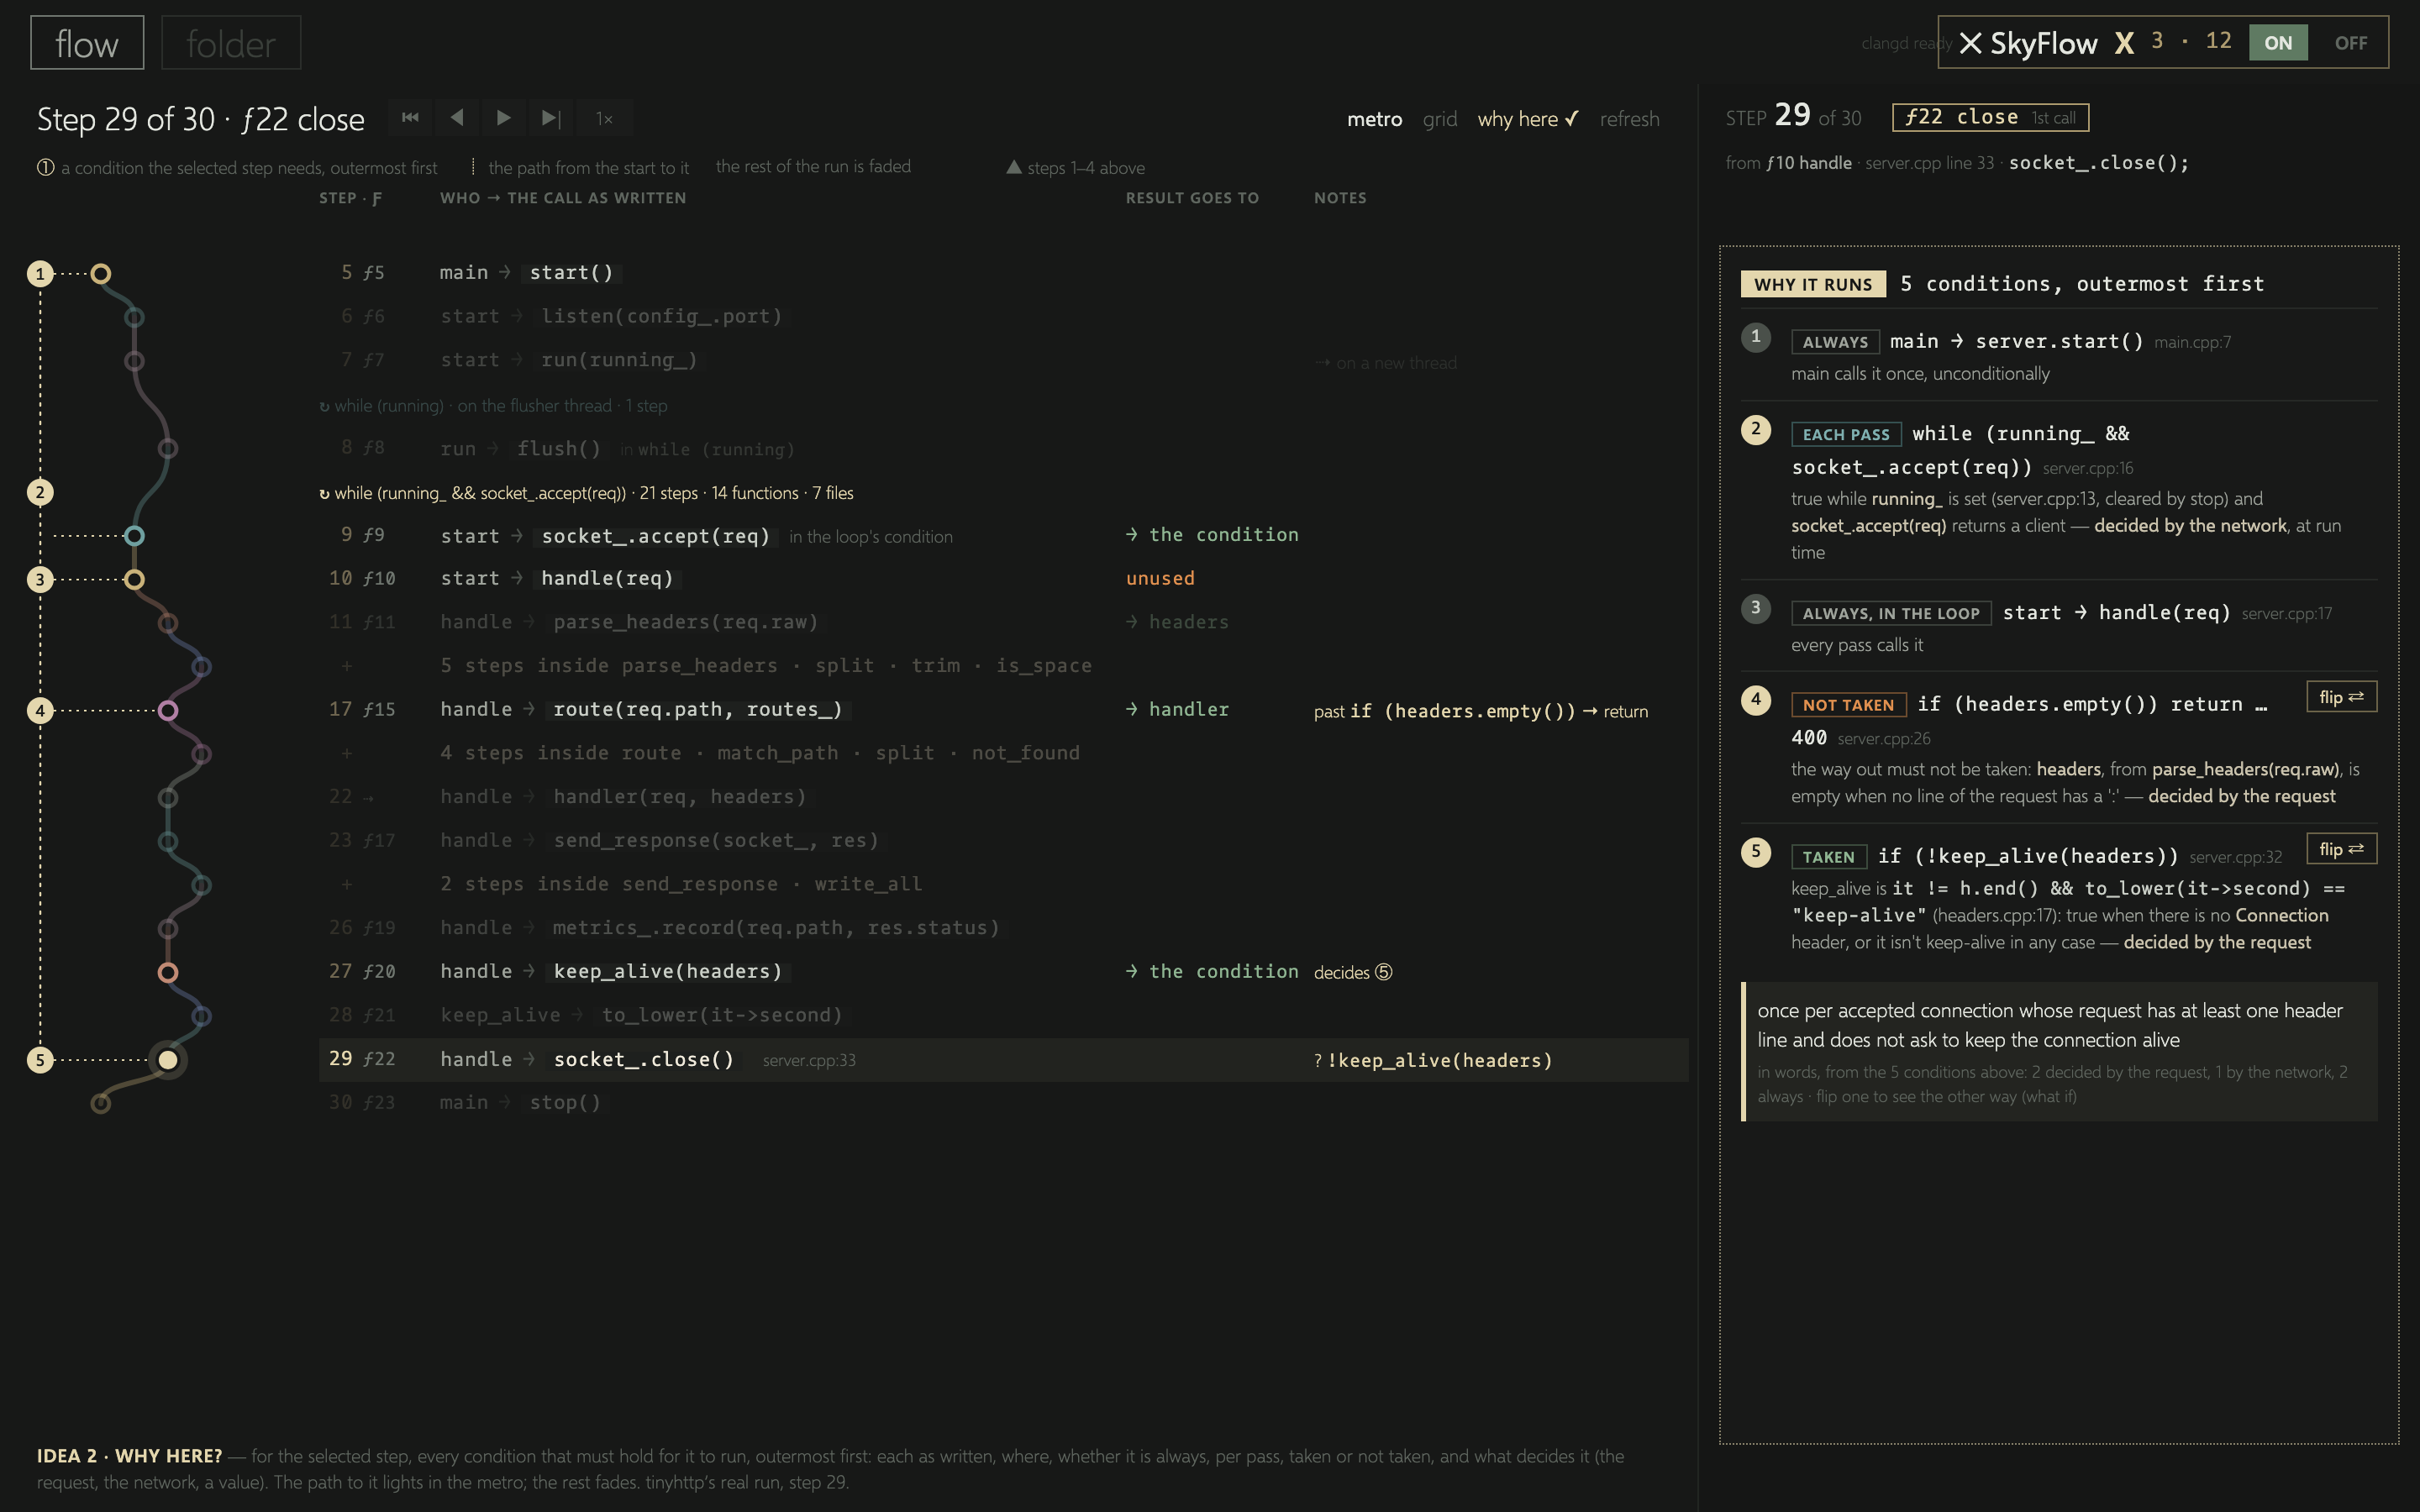 flow folder clangd ready SkyFlow X 3 · 12 ON OFF
Step 29 of 30 · ƒ22 close ⏮ ◀ ▶ ▶| 1× metro grid why here ✓ refresh
① a condition the selected step needs, outermost first the path from the start to it the rest of the run is faded ▲ steps 1–4 above
STEP · F WHO → THE CALL AS WRITTEN RESULT GOES TO NOTES
1 5 ƒ5 main → start()
6 ƒ6 start → listen(config_.port)
7 ƒ7 start → run(running_) ⇢ on a new thread
↻ while (running) · on the flusher thread · 1 step
8 ƒ8 run → flush() in while (running)
2 ↻ while (running_ && socket_.accept(req)) · 21 steps · 14 functions · 7 files
9 ƒ9 start → socket_.accept(req) in the loop's condition → the condition
3 10 ƒ10 start → handle(req) unused
11 ƒ11 handle → parse_headers(req.raw) → headers
+ 5 steps inside parse_headers · split · trim · is_space
4 17 ƒ15 handle → route(req.path, routes_) → handler past if (headers.empty()) → return
+ 4 steps inside route · match_path · split · not_found
22 → handle → handler(req, headers)
23 ƒ17 handle → send_response(socket_, res)
+ 2 steps inside send_response · write_all
26 ƒ19 handle → metrics_.record(req.path, res.status)
27 ƒ20 handle → keep_alive(headers) → the condition decides ⑤
28 ƒ21 keep_alive → to_lower(it->second)
5 29 ƒ22 handle → socket_.close() server.cpp:33 ? !keep_alive(headers)
30 ƒ23 main → stop()
IDEA 2 · WHY HERE? — for the selected step, every condition that must hold for it to run, outermost first: each as written, where, whether it is always, per pass, taken or not taken, and what decides it (the
request, the network, a value). The path to it lights in the metro; the rest fades. tinyhttp's real run, step 29.
STEP 29 of 30 ƒ22 close 1st call
from ƒ10 handle · server.cpp line 33 · socket_.close();
WHY IT RUNS 5 conditions, outermost first
1 ALWAYS main → server.start() main.cpp:7
main calls it once, unconditionally
2 EACH PASS while (running_ &&
socket_.accept(req)) server.cpp:16
true while running_ is set (server.cpp:13, cleared by stop) and
socket_.accept(req) returns a client — decided by the network, at run
time
3 ALWAYS, IN THE LOOP start → handle(req) server.cpp:17
every pass calls it
4 NOT TAKEN if (headers.empty()) return … flip ⇄
400 server.cpp:26
the way out must not be taken: headers, from parse_headers(req.raw), is
empty when no line of the request has a ':' — decided by the request
5 TAKEN if (!keep_alive(headers)) server.cpp:32 flip ⇄
keep_alive is it != h.end() && to_lower(it->second) ==
"keep-alive" (headers.cpp:17): true when there is no Connection
header, or it isn't keep-alive in any case — decided by the request
once per accepted connection whose request has at least one header
line and does not ask to keep the connection alive
in words, from the 5 conditions above: 2 decided by the request, 1 by the network, 2
always · flip one to see the other way (what if)